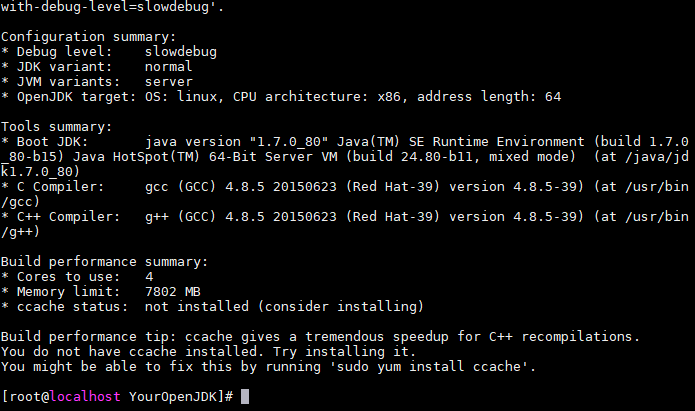 with-debug-level=slowdebug'.
Configuration summary:
* Debug level:    slowdebug
* JDK variant:    normal
* JVM variants:   server
* OpenJDK target: OS: linux, CPU architecture: x86, address length: 64
Tools summary:
* Boot JDK:       java version "1.7.0_80" Java(TM) SE Runtime Environment (build 1.7.0
_80-b15) Java HotSpot(TM) 64-Bit Server VM (build 24.80-b11, mixed mode)  (at /java/jd
k1.7.0_80)
* C Compiler:     gcc (GCC) 4.8.5 20150623 (Red Hat-39) version 4.8.5-39) (at /usr/bin
/gcc)
* C++ Compiler:   g++ (GCC) 4.8.5 20150623 (Red Hat-39) version 4.8.5-39) (at /usr/bin
/g++)
Build performance summary:
* Cores to use:   4
* Memory limit:   7802 MB
* ccache status:  not installed (consider installing)
Build performance tip: ccache gives a tremendous speedup for C++ recompilations.
You do not have ccache installed. Try installing it.
You might be able to fix this by running 'sudo yum install ccache'.
[root@localhost YourOpenJDK]#